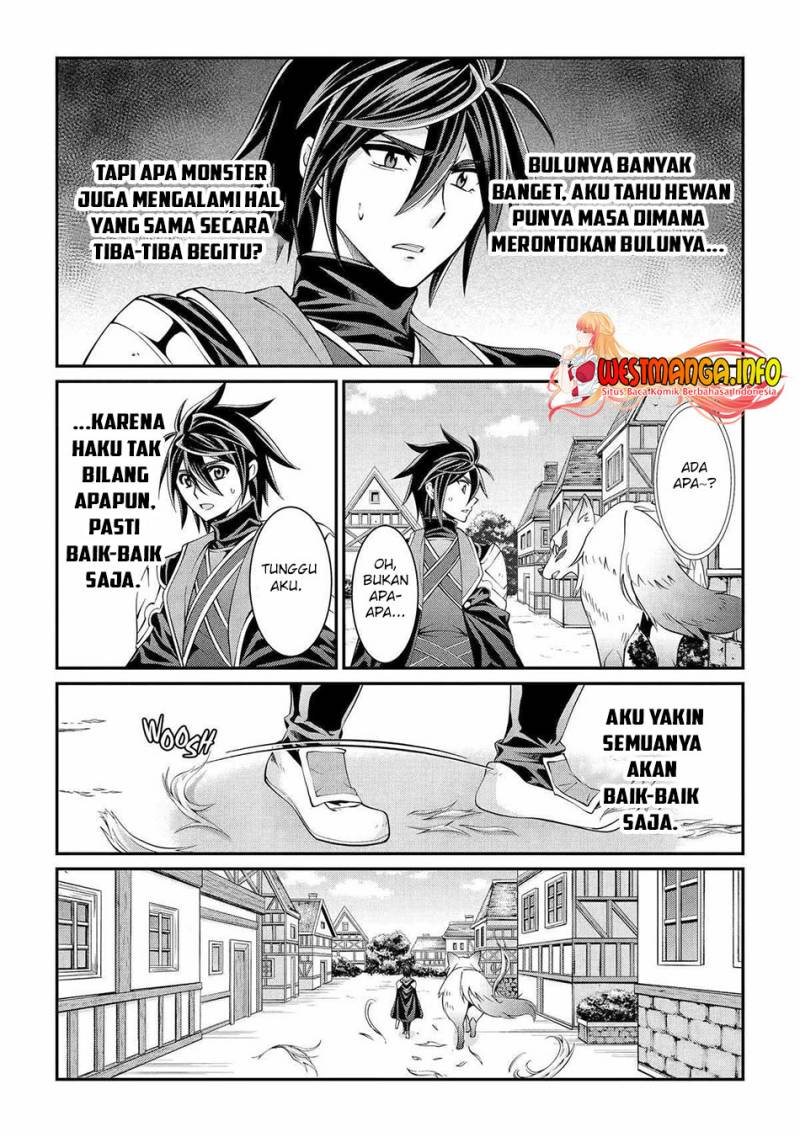 BULUNYA BANYAK
BANGET, AKU TAHU HEWAN
PUNYA MASA DIMANA
MERONTOKAN BULUNYA...
TAPI APA MONSTER
JUGA MENGALAMI HAL
YANG SAMA SECARA
TIBA-TIBA BEGITU?
WESTMANGA.INFO
Situs Baca Komik Berbahasa Indonesia
ADA
APA~?
OH,
BUKAN
APA-
APA...
...KARENA
HAKU TAK
BILANG
APAPUN,
PASTI
BAIK-BAIK
SAJA.
TUNGGU
AKU.
WOOSH
AKU YAKIN
SEMUANYA
AKAN
BAIK-BAIK
SAJA.